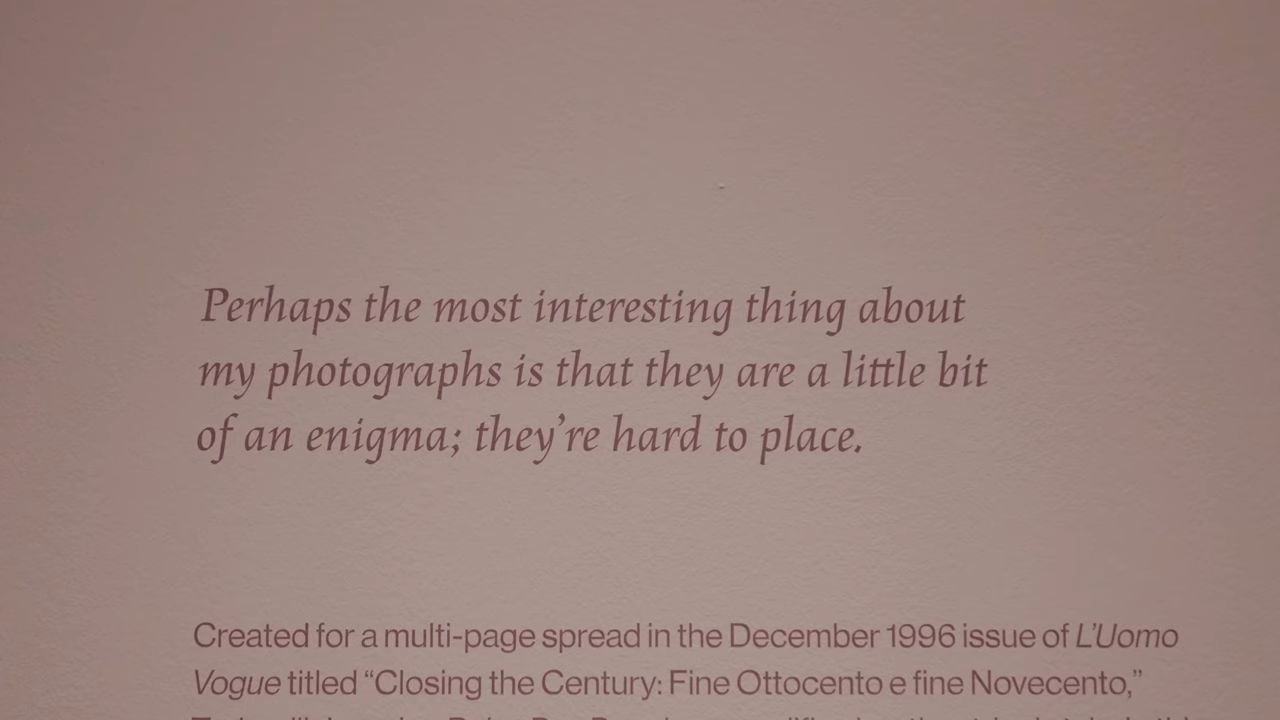 Perhaps the most interesting thing about
my photographs is that they are a little bit
of an enigma; they’re hard to place.
Created for a multi-page spread in the December 1996 issue of L’Uomo
Vogue titled “Closing the Century: Fine Ottocento e fine Novecento,”